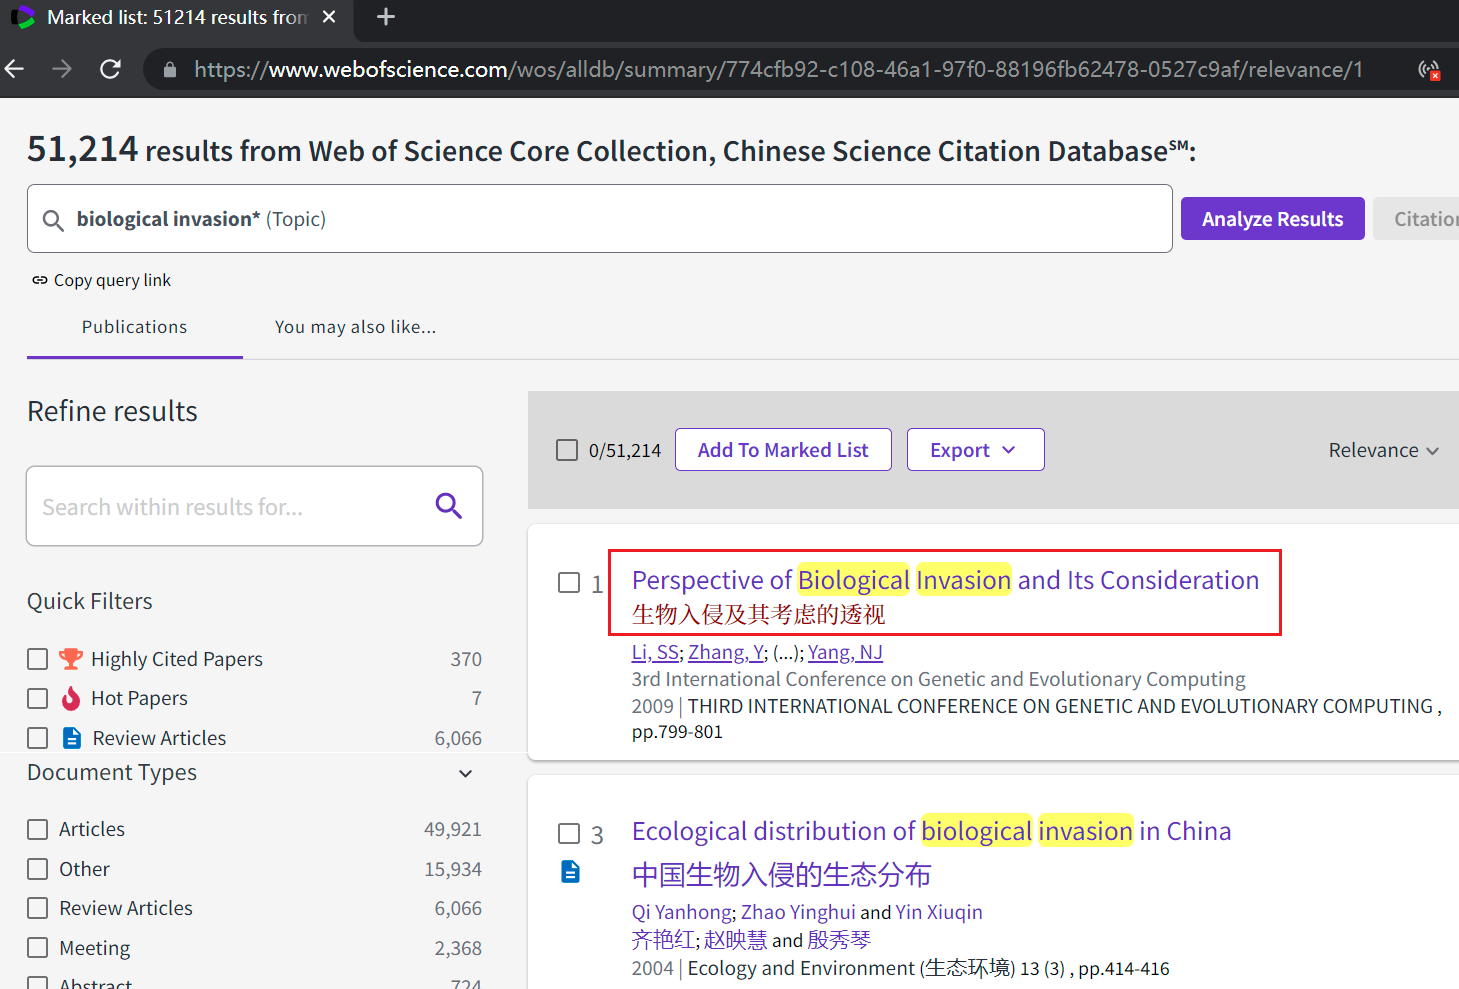 Marked list: 51214 results from
https://www.webofscience.com/wos/alldb/summary/774cfb92-c108-46a1-97f0-88196fb62478-0527c9af/relevance/1
51,214 results from Web of Science Core Collection, Chinese Science Citation Database℠:
biological invasion* (Topic)
Analyze Results
Citation
Copy query link
Publications
You may also like...
Refine results
0/51,214
Add To Marked List
Export
Relevance
Search within results for...
1
Perspective of Biological Invasion and Its Consideration
生物入侵及其考虑的透视
Li, SS; Zhang, Y; (...); Yang, NJ
3rd International Conference on Genetic and Evolutionary Computing
2009 | THIRD INTERNATIONAL CONFERENCE ON GENETIC AND EVOLUTIONARY COMPUTING ,
pp.799-801
Quick Filters
Highly Cited Papers 370
Hot Papers 7
Review Articles 6,066
Document Types
Articles 49,921
Other 15,934
Review Articles 6,066
Meeting 2,368
Abstract 724
3
Ecological distribution of biological invasion in China
中国生物入侵的生态分布
Qi Yanhong; Zhao Yinghui and Yin Xiuqin
齐艳红; 赵映慧 and 殷秀琴
2004 | Ecology and Environment (生态环境) 13 (3) , pp.414-416